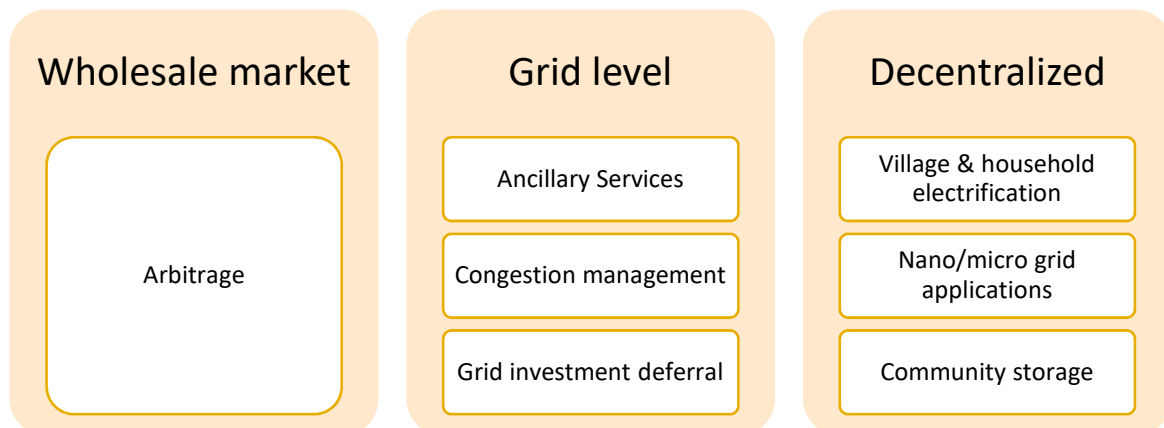 Wholesale market
Arbitrage
Grid level
Ancillary Services
Congestion management
Grid investment deferral
Decentralized
Village & household
electrification
Nano/micro grid
applications
Community storage